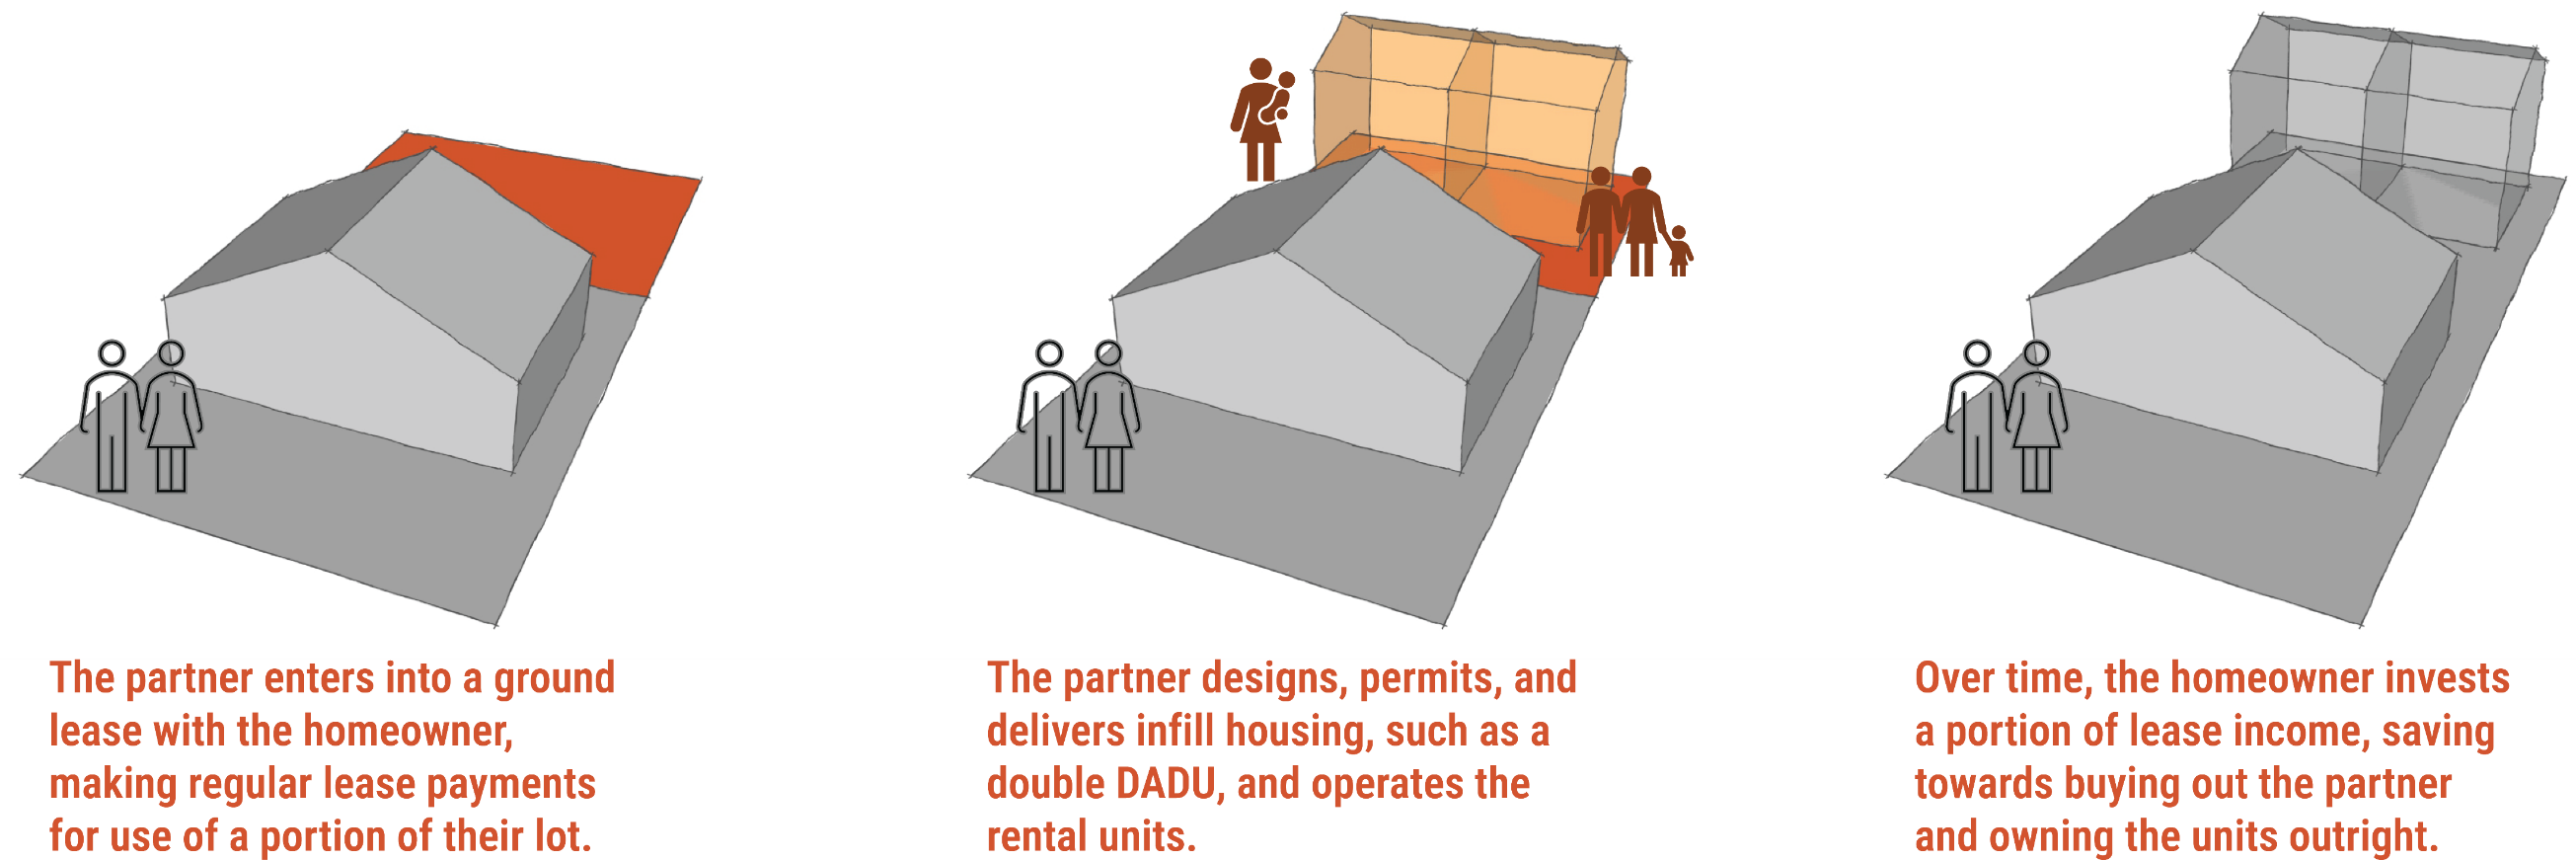 The partner enters into a ground
lease with the homeowner,
making regular lease payments
for use of a portion of their lot.
The partner designs, permits, and
delivers infill housing, such as a
double DADU, and operates the
rental units.
Over time, the homeowner invests
a portion of lease income, saving
towards buying out the partner
and owning the units outright.